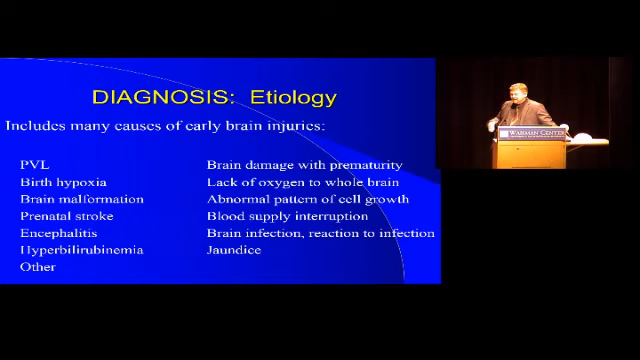 DIAGNOSIS: Etiology
Includes many causes of early brain injuries:
PVL Brain damage with prematurity
Birth hypoxia Lack of oxygen to whole brain
Brain malformation Abnormal pattern of cell growth
Prenatal stroke Blood supply interruption
Encephalitis Brain infection, reaction to infection
Hyperbilirubinemia Jaundice
Other
WAISMAN CENTER